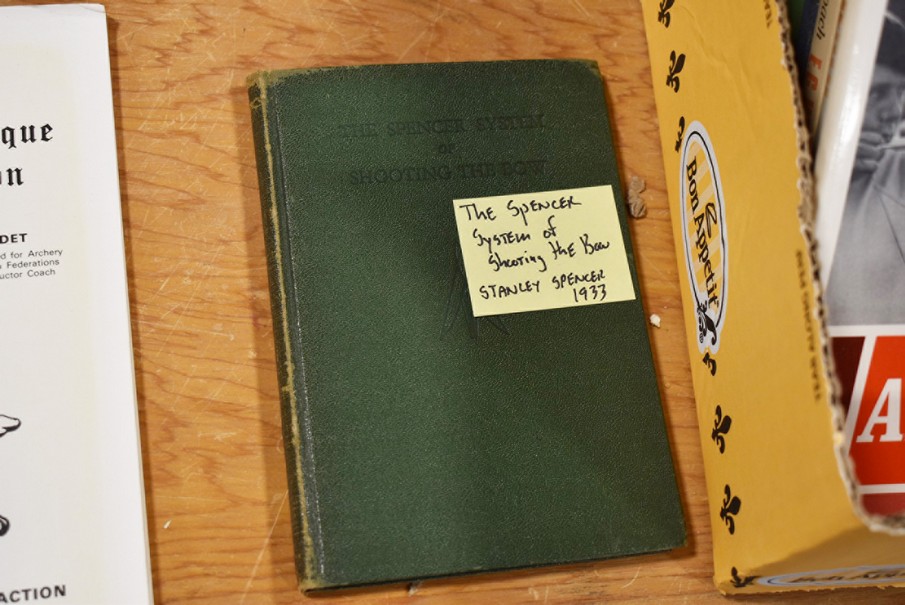 que
on
DET
d for Archery
Federations
uctor Coach
ACTION
THE SPENCER SYSTEM
OF
SHOOTING THE BOW
The Spencer
System of
Shooting the Bow
STANLEY SPENCER
1933
Bon Appetit
A